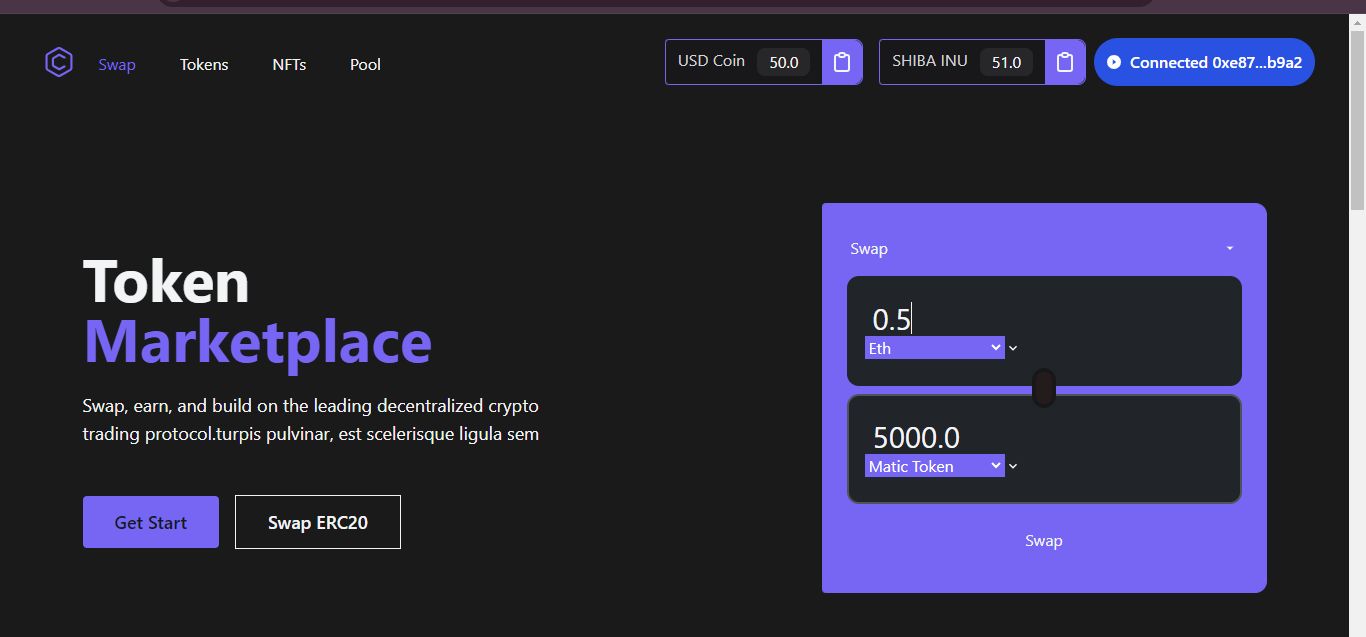 Swap Tokens NFTs Pool USD Coin 50.0 SHIBA INU 51.0 Connected 0xe87...b9a2
Token
Marketplace
Swap, earn, and build on the leading decentralized crypto
trading protocol.turpis pulvinar, est scelerisque ligula sem
Get Start Swap ERC20
Swap
0.5
Eth
5000.0
Matic Token
Swap